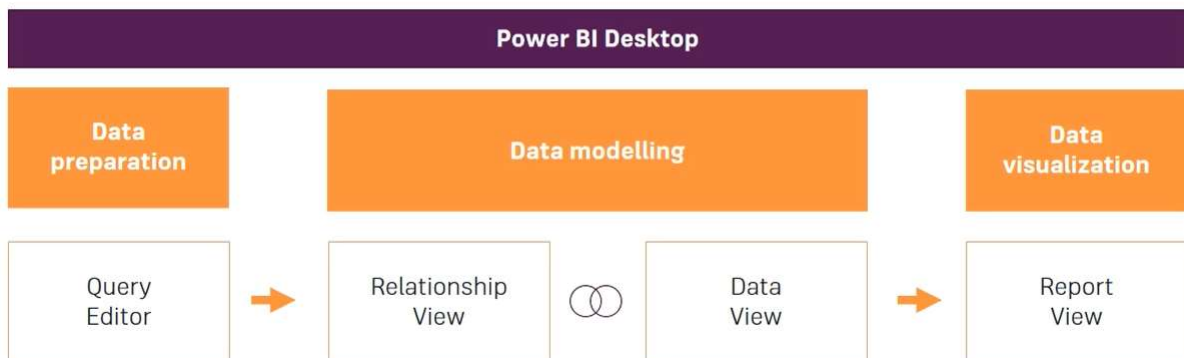 Power BI Desktop
Data
preparation
Data modelling
Data
visualization
Query
Editor
Relationship
View
Data
View
Report
View